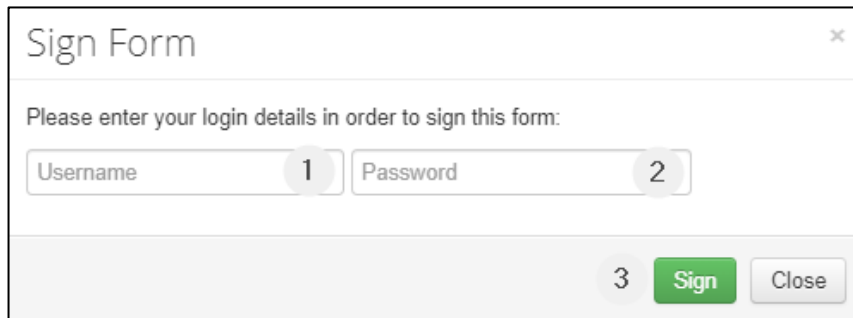 Sign Form ×
Please enter your login details in order to sign this form:
Username 1 Password 2
3 Sign Close